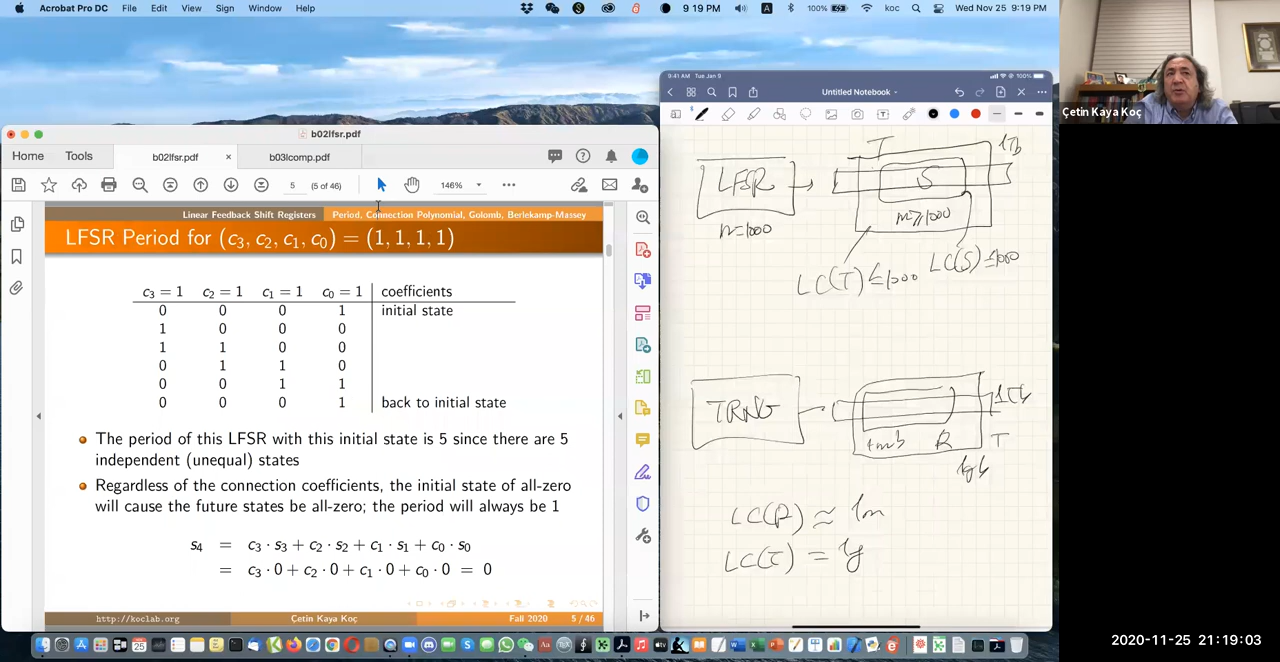 Acrobat Pro DC File Edit View Sign Window Help
9 19 PM A 100% koc Wed Nov 25 9:19 PM
b02lfsr.pdf
Home Tools b02lfsr.pdf × b03lcomp.pdf
5 (5 of 46) 146%
Linear Feedback Shift Registers Period, Connection Polynomial, Golomb, Berlekamp-Massey
LFSR Period for (c₃, c₂, c₁, c₀) = (1, 1, 1, 1)
c₃ = 1 c₂ = 1 c₁ = 1 c₀ = 1 coefficients
0 0 0 1 initial state
1 0 0 0
1 1 0 0
0 1 1 0
0 0 1 1
0 0 0 1 back to initial state
The period of this LFSR with this initial state is 5 since there are 5
independent (unequal) states
Regardless of the connection coefficients, the initial state of all-zero
will cause the future states be all-zero; the period will always be 1
s₄ = c₃ · s₃ + c₂ · s₂ + c₁ · s₁ + c₀ · s₀
= c₃ · 0 + c₂ · 0 + c₁ · 0 + c₀ · 0 = 0
http://koclab.org Çetin Kaya Koç Fall 2020 5 / 46
9:41 AM Tue Jan 9 100%
Untitled Notebook
T 1Tb
LFSR S
n=1000
LC(T) ≤ 1000 LC(S) ≤ 1000
TRNG
R T
LC(R) ≈
LC(T) =
Çetin Kaya Koç
2020-11-25 21:19:03